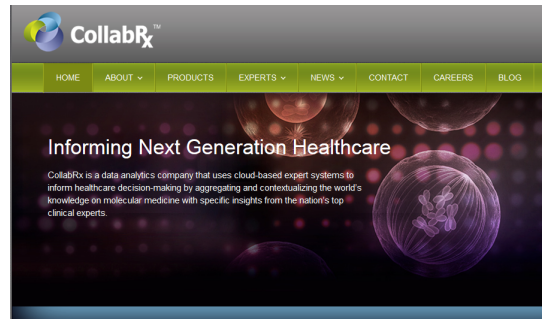 CollabRx™
HOME ABOUT PRODUCTS EXPERTS NEWS CONTACT CAREERS BLOG
Informing Next Generation Healthcare
CollabRx is a data analytics company that uses cloud-based expert systems to
inform healthcare decision-making by aggregating and contextualizing the world's
knowledge on molecular medicine with specific insights from the nation's top
clinical experts.